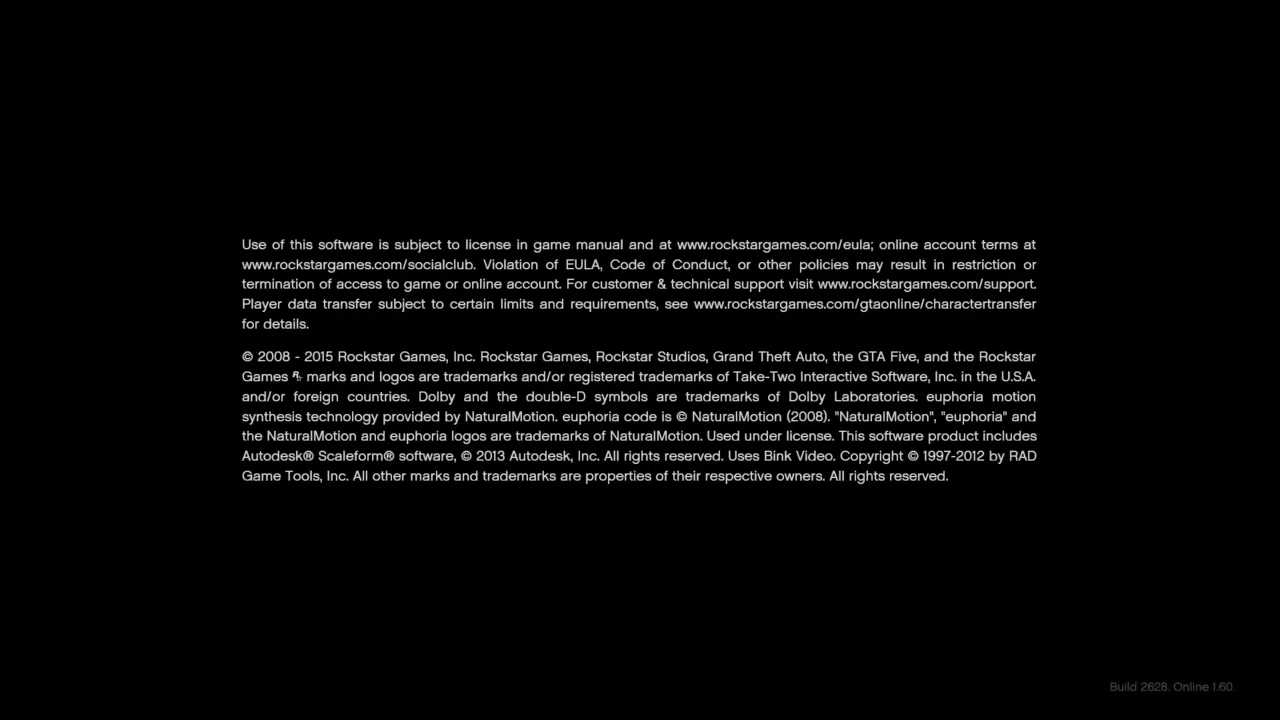 Use of this software is subject to license in game manual and at www.rockstargames.com/eula; online account terms at
www.rockstargames.com/socialclub. Violation of EULA, Code of Conduct, or other policies may result in restriction or
termination of access to game or online account. For customer & technical support visit www.rockstargames.com/support.
Player data transfer subject to certain limits and requirements, see www.rockstargames.com/gtaonline/charactertransfer
for details.
© 2008 - 2015 Rockstar Games, Inc. Rockstar Games, Rockstar Studios, Grand Theft Auto, the GTA Five, and the Rockstar
Games R* marks and logos are trademarks and/or registered trademarks of Take-Two Interactive Software, Inc. in the U.S.A.
and/or foreign countries. Dolby and the double-D symbols are trademarks of Dolby Laboratories. euphoria motion
synthesis technology provided by NaturalMotion. euphoria code is © NaturalMotion (2008). "NaturalMotion", "euphoria" and
the NaturalMotion and euphoria logos are trademarks of NaturalMotion. Used under license. This software product includes
Autodesk® Scaleform® software, © 2013 Autodesk, Inc. All rights reserved. Uses Bink Video. Copyright © 1997-2012 by RAD
Game Tools, Inc. All other marks and trademarks are properties of their respective owners. All rights reserved.
Build 2628. Online 1.60.